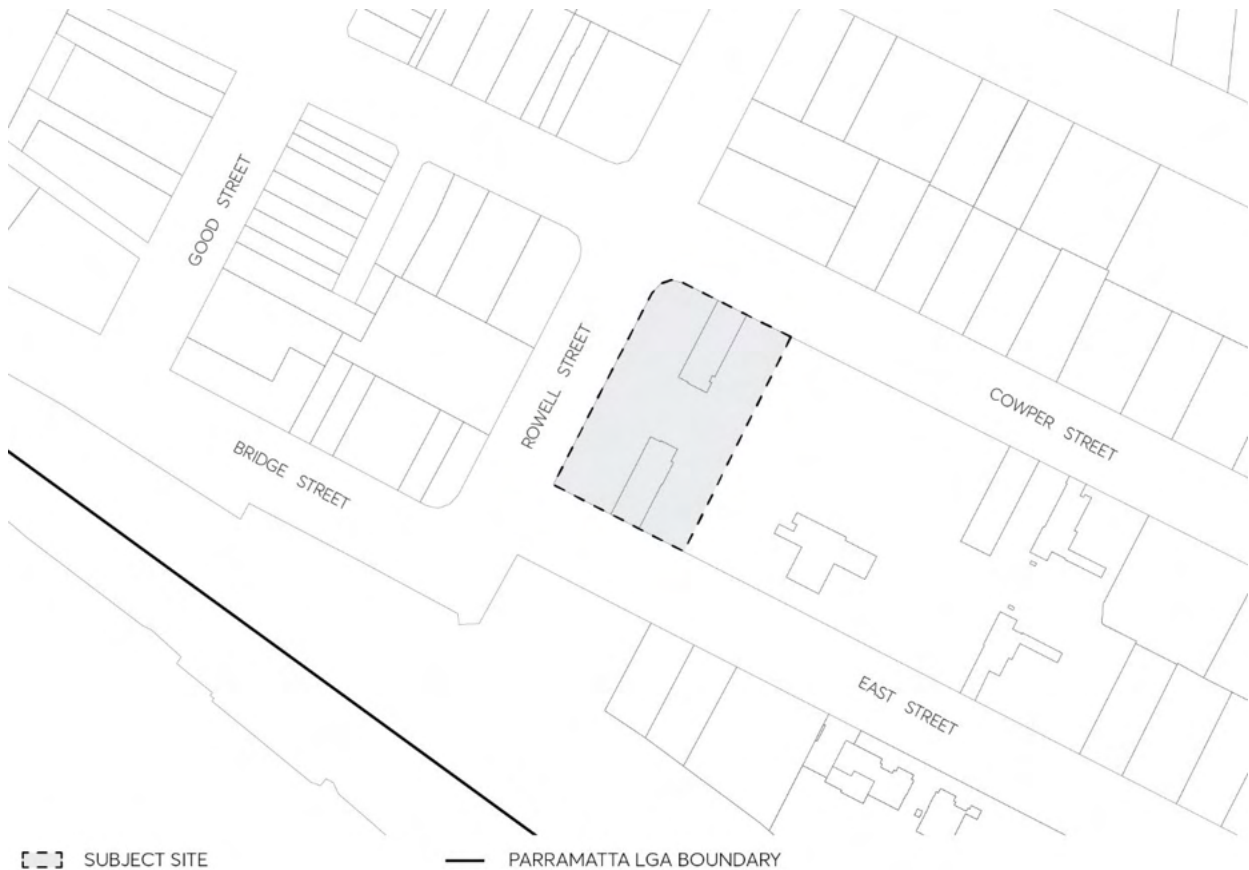 GOOD STREET
ROWELL STREET
COWPER STREET
BRIDGE STREET
EAST STREET
SUBJECT SITE
PARRAMATTA LGA BOUNDARY